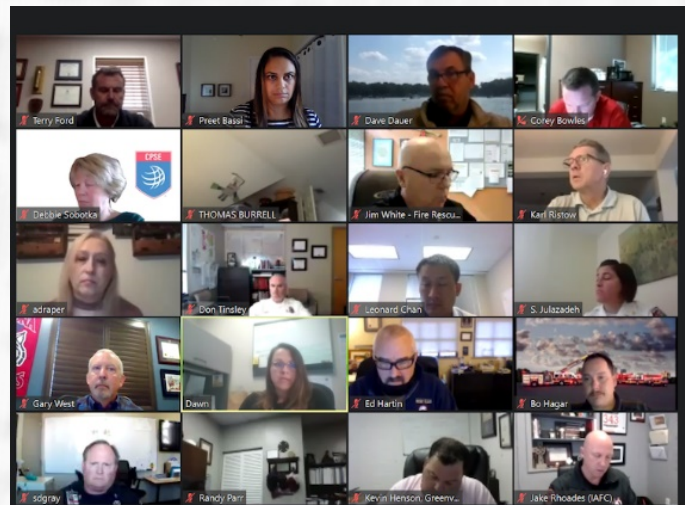 Terry Ford
Preet Bassi
Dave Dauer
Corey Bowles
CPSE
Debbie Sobotka
THOMAS BURRELL
Jim White - Fire Rescu...
Karl Ristow
adraper
Don Tinsley
Leonard Chan
S. Julazadeh
Gary West
Dawn
Ed Hartin
Bo Hagar
sdgray
Randy Parr
Kevin Henson, Greenv...
Jake Rhoades (IAFC)